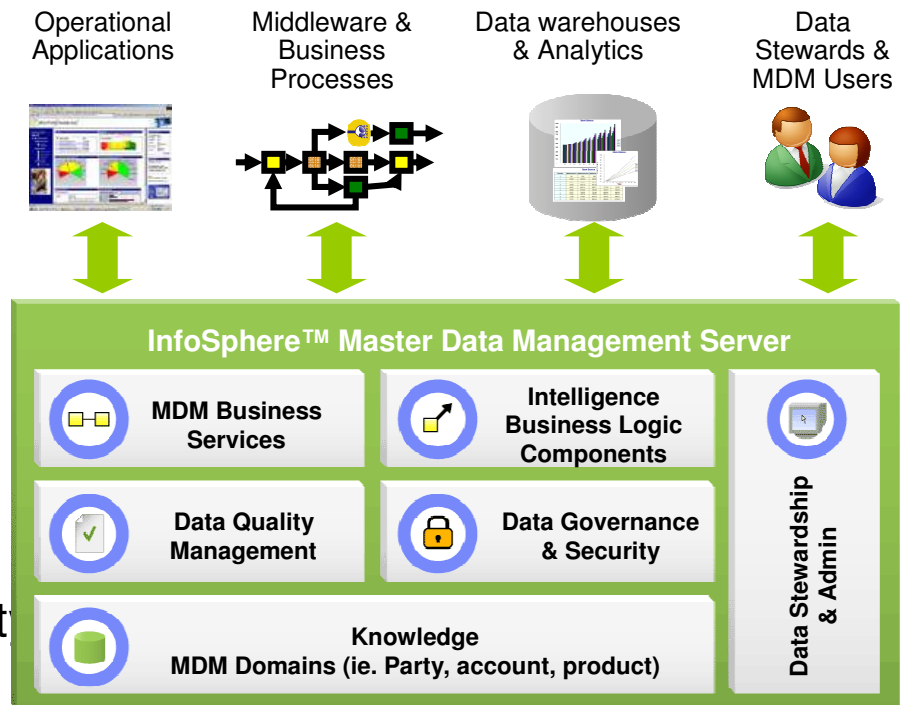 Operational
Applications
Middleware &
Business
Processes
Data warehouses
& Analytics
Data
Stewards &
MDM Users
InfoSphere™ Master Data Management Server
MDM Business
Services
Intelligence
Business Logic
Components
Data Quality
Management
Data Governance
& Security
Data Stewardship
& Admin
Knowledge
MDM Domains (ie. Party, account, product)